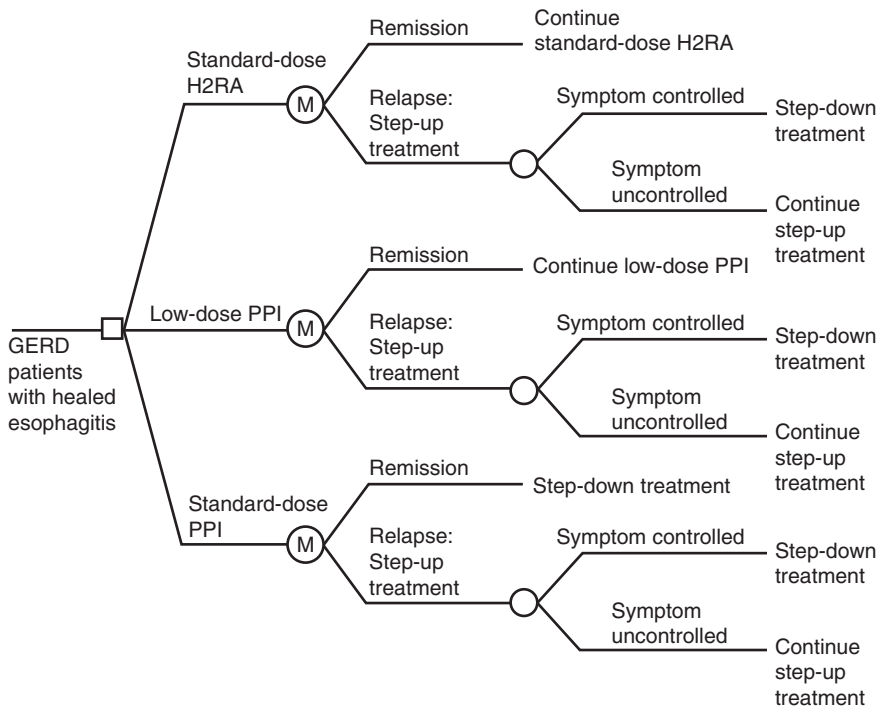 Standard-dose
H2RA
M
Remission
Continue
standard-dose H2RA
Relapse:
Step-up
treatment
Symptom controlled
Step-down
treatment
Symptom
uncontrolled
Continue
step-up
treatment
GERD
patients
with healed
esophagitis
Low-dose PPI
M
Remission
Continue low-dose PPI
Relapse:
Step-up
treatment
Symptom controlled
Step-down
treatment
Symptom
uncontrolled
Continue
step-up
treatment
Standard-dose
PPI
M
Remission
Step-down treatment
Relapse:
Step-up
treatment
Symptom controlled
Step-down
treatment
Symptom
uncontrolled
Continue
step-up
treatment